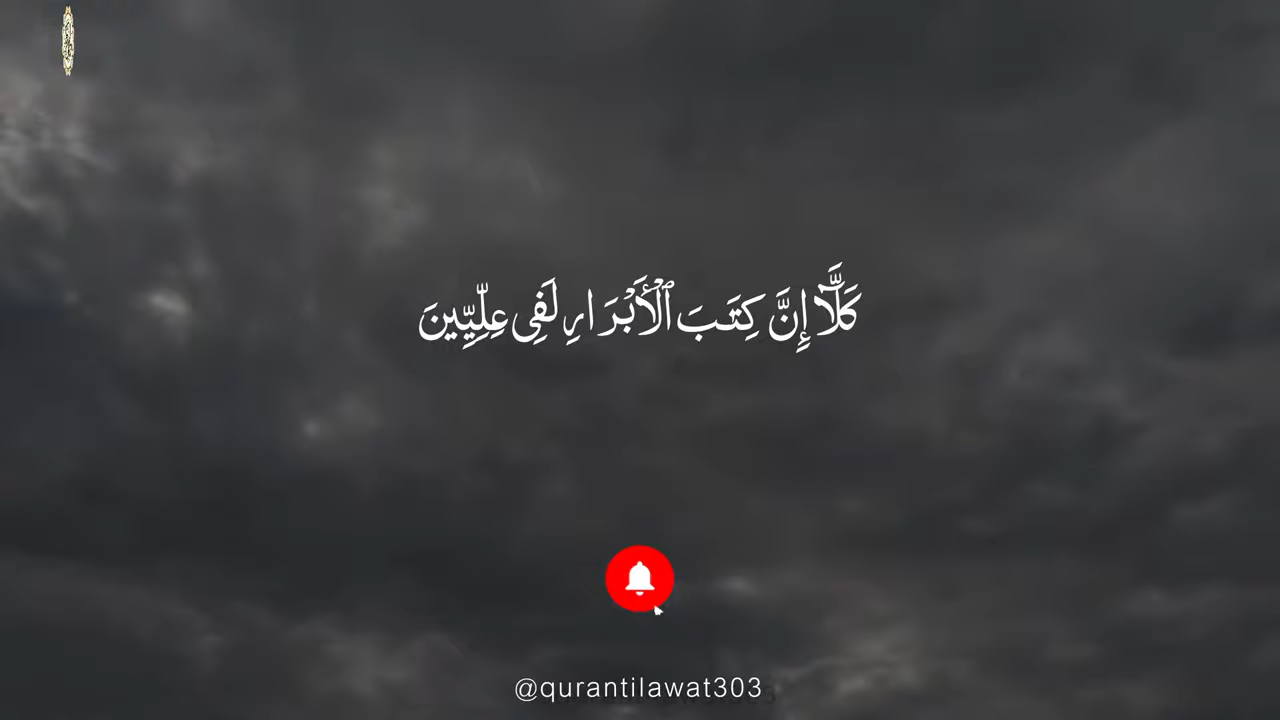 كَلَّآ إِنَّ كِتَـٰبَ ٱلْأَبْرَارِ لَفِى عِلِّيِّينَ
@qurantilawat303